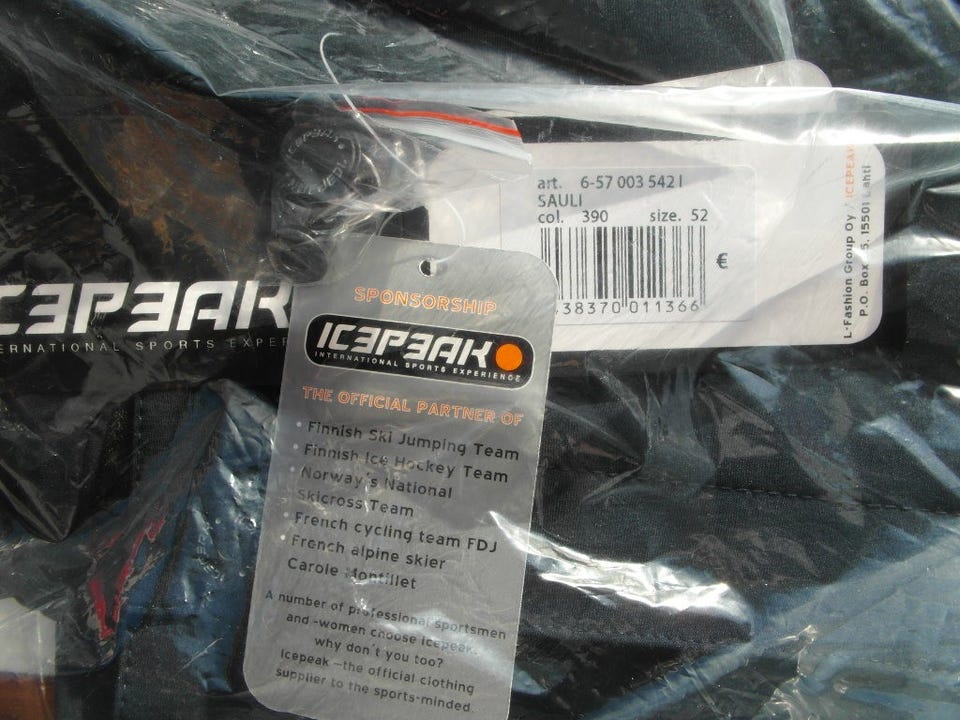 art. 6-57 003 542 I
SAULI
col. 390 size. 52
€
38370 011366
L-Fashion Group Oy / ICEPEAK
P.O. Box 5, 15501 Lahti
ICEPEAK
ERNATIONAL SPORTS EXPER
SPONSORSHIP
ICEPEAK
INTERNATIONAL SPORTS EXPERIENCE
THE OFFICIAL PARTNER OF
• Finnish Ski Jumping Team
• Finnish Ice Hockey Team
• Norway's National
Skicross Team
• French cycling team FDJ
• French alpine skier
Carole Montillet
A number of professional sportsmen
and -women choose Icepeak,
why don't you too?
Icepeak –the official clothing
supplier to the sports-minded.